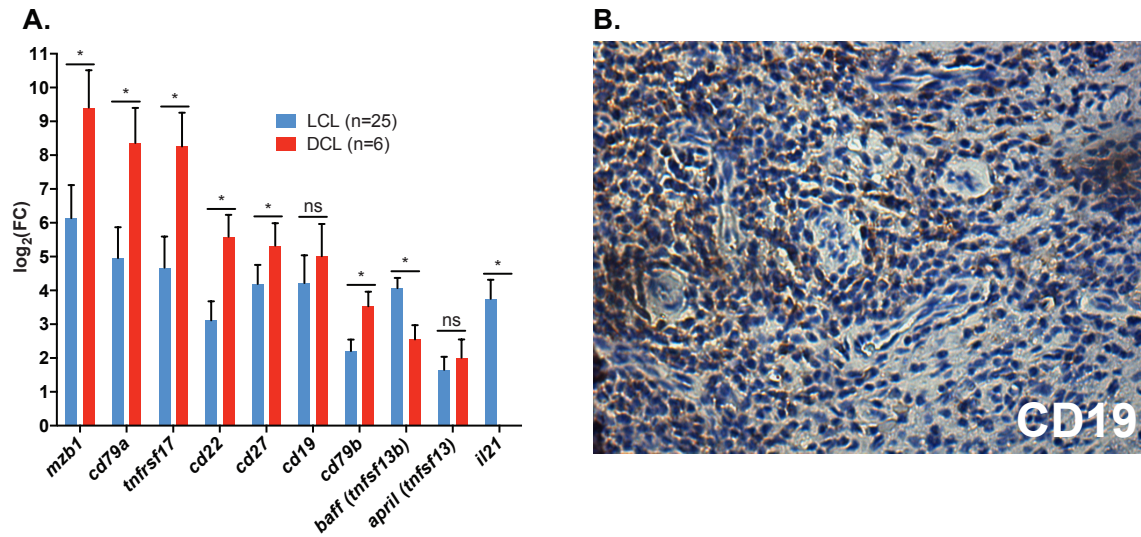 A.
B.
11
10
9
8
7
6
5
4
3
2
1
0
log₂(FC)
*
*
*
*
*
ns
*
*
ns
*
LCL (n=25)
DCL (n=6)
mzb1
cd79a
tnfrsf17
cd22
cd27
cd19
cd79b
baff (tnfsf13b)
april (tnfsf13)
il21
CD19